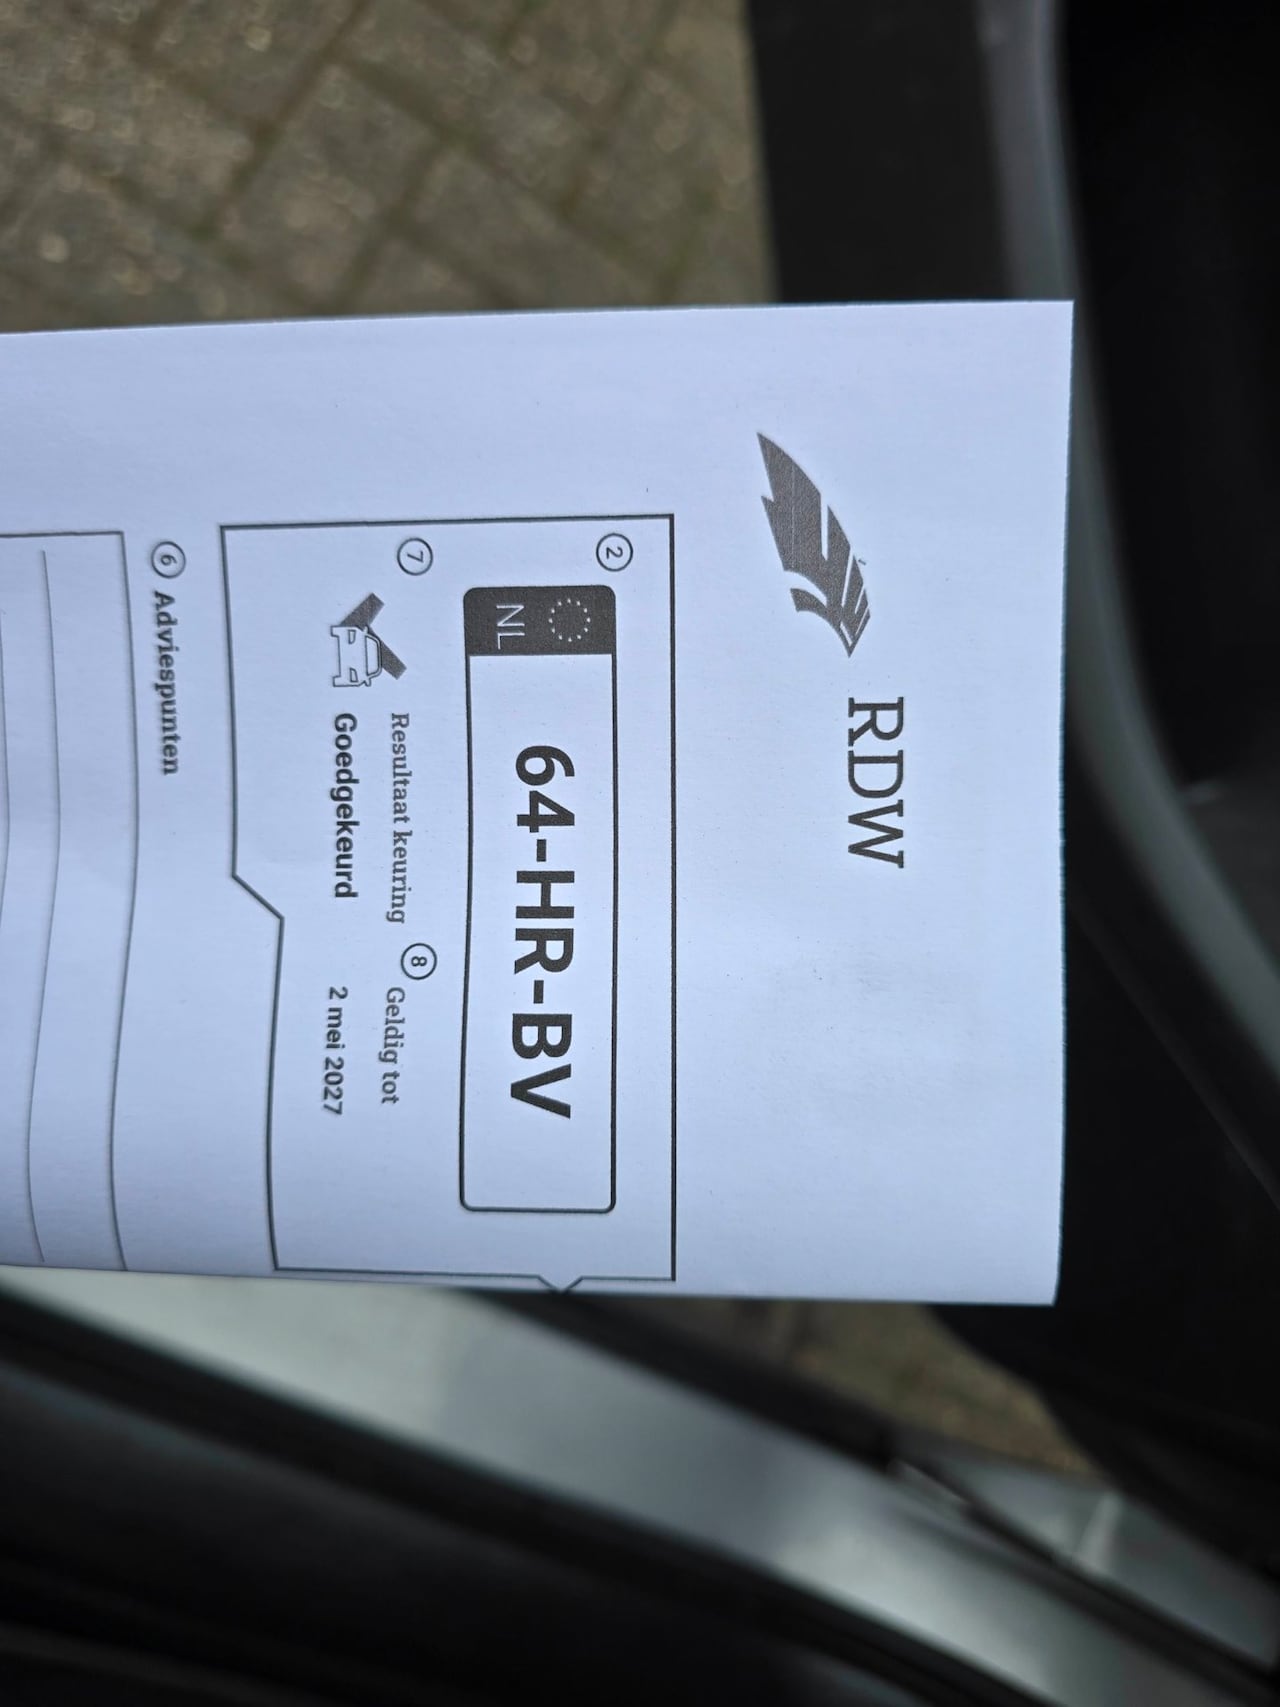 RDW
2
NL
64-HR-BV
7 Resultaat keuring 8 Geldig tot
Goedgekeurd 2 mei 2027
6 Adviespunten